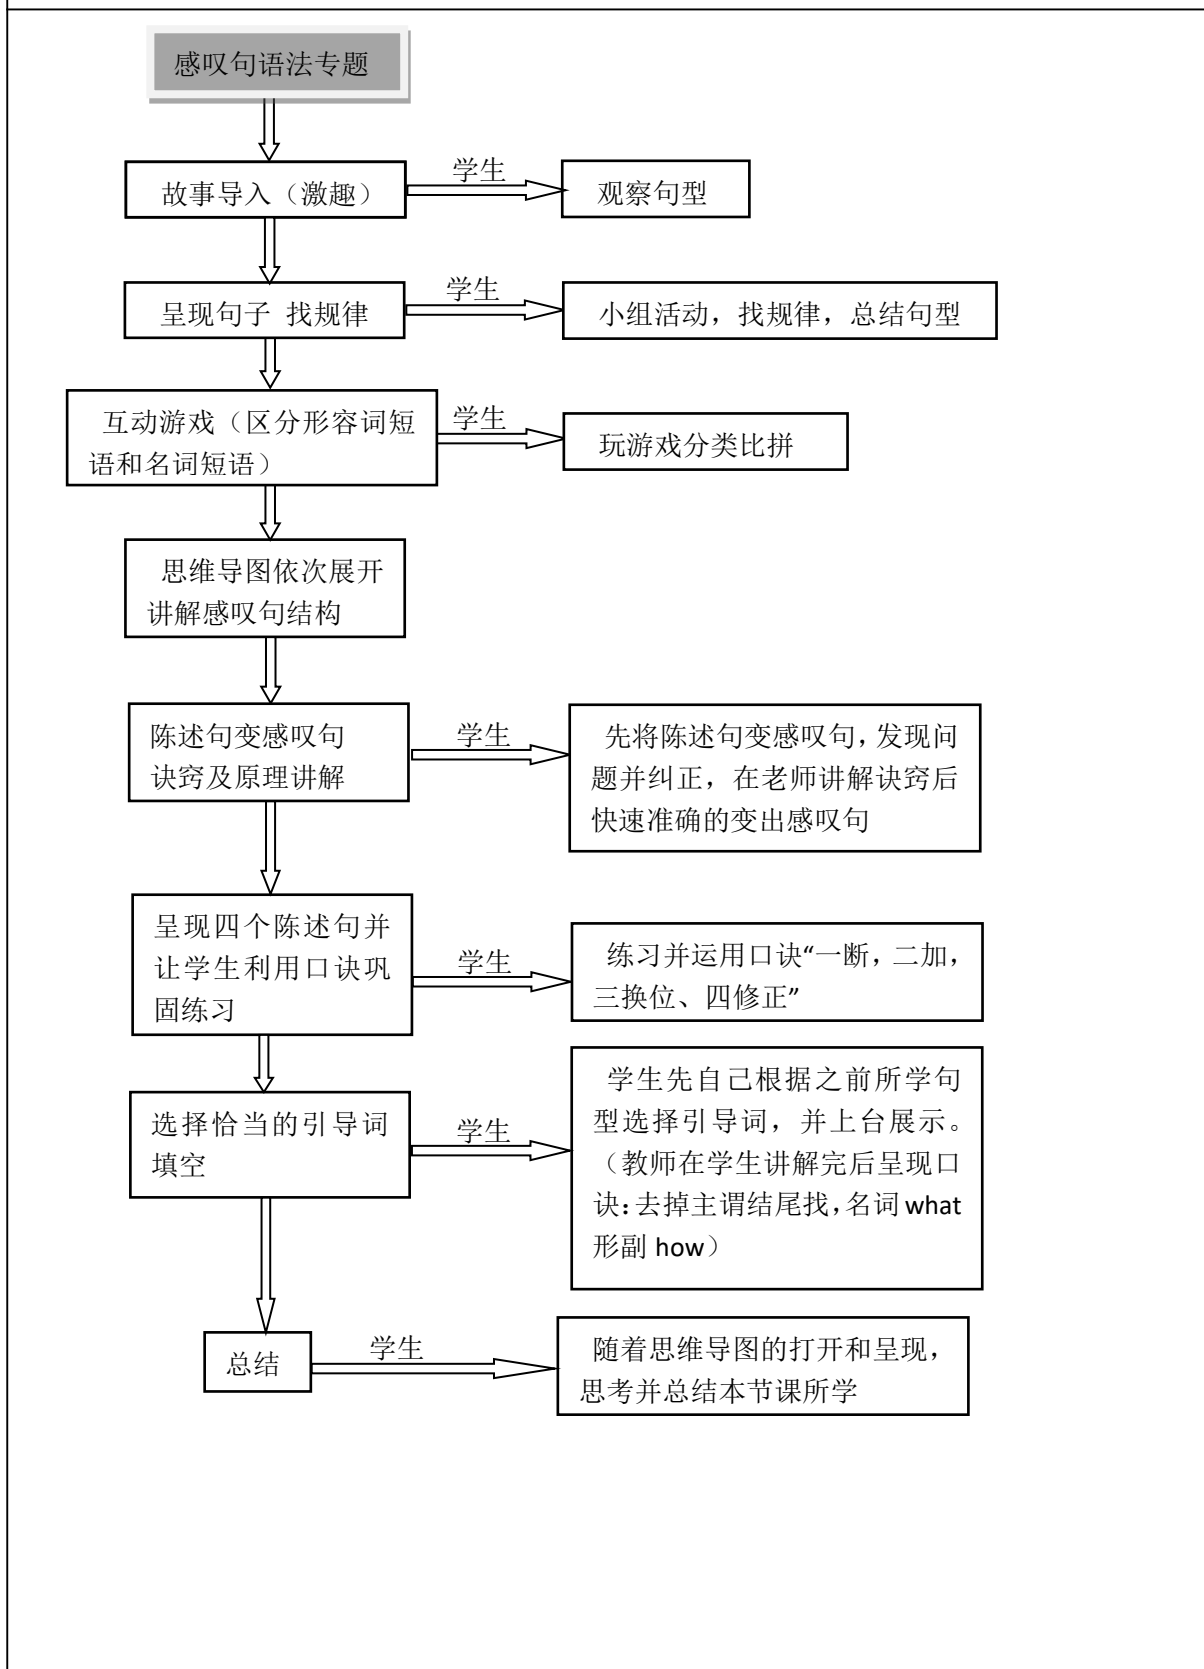 感叹句语法专题
学生
故事导入（激趣）
观察句型
学生
呈现句子 找规律
小组活动，找规律，总结句型
互动游戏（区分形容词短
语和名词短语）
学生
玩游戏分类比拼
思维导图依次展开
讲解感叹句结构
陈述句变感叹句
诀窍及原理讲解
学生
先将陈述句变感叹句，发现问
题并纠正，在老师讲解诀窍后
快速准确的变出感叹句
呈现四个陈述句并
让学生利用口诀巩
固练习
学生
练习并运用口诀“一断，二加，
三换位、四修正”
选择恰当的引导词
填空
学生
学生先自己根据之前所学句
型选择引导词，并上台展示。
（教师在学生讲解完后呈现口
诀：去掉主谓结尾找，名词 what
形副 how）
总结
学生
随着思维导图的打开和呈现，
思考并总结本节课所学